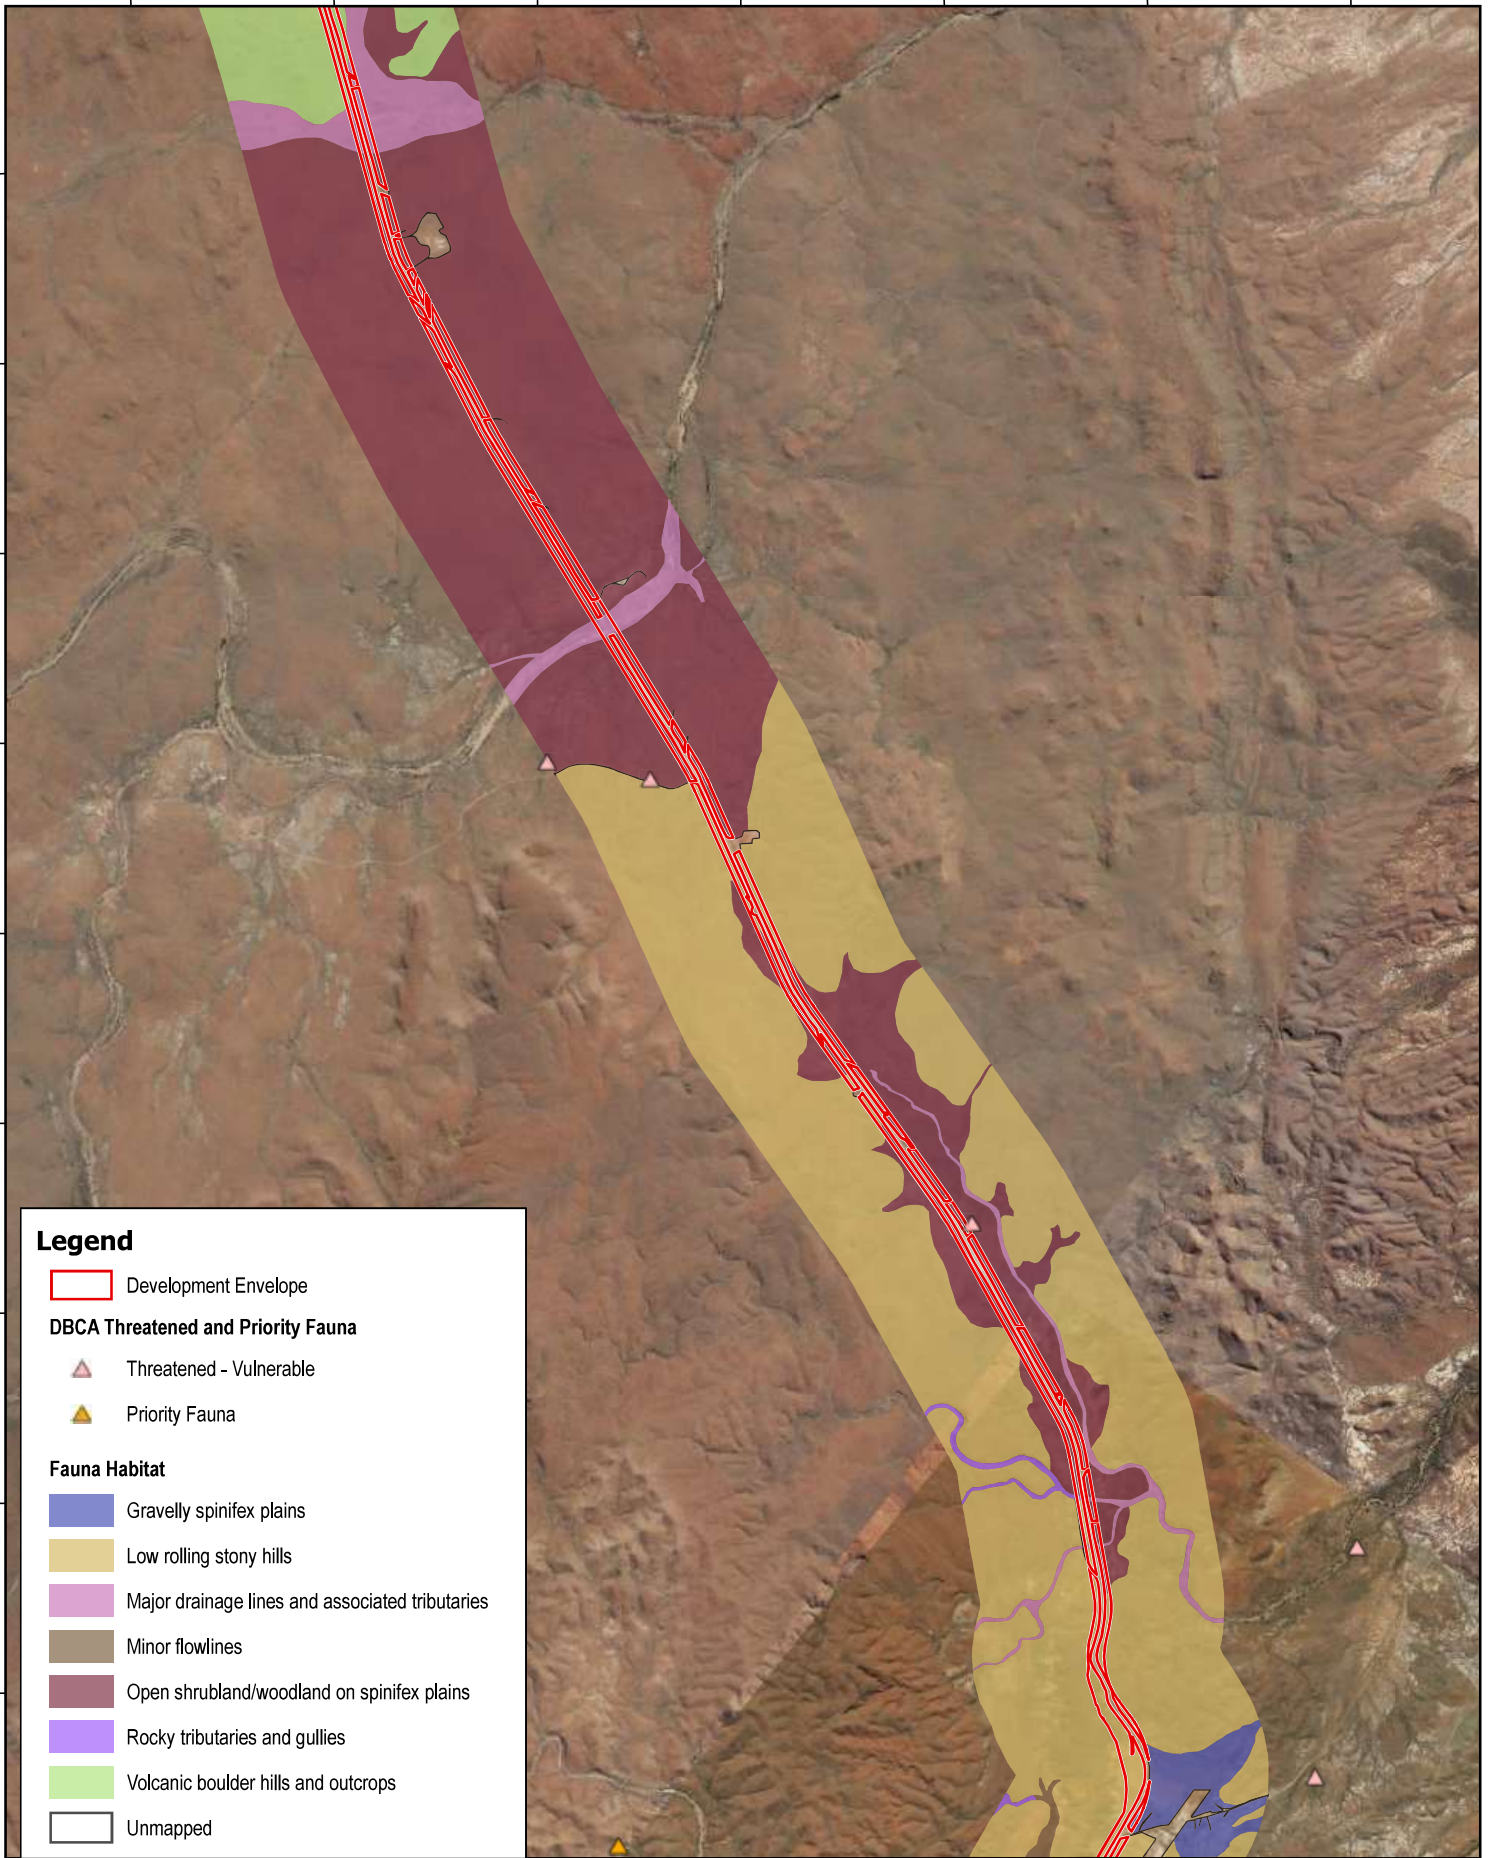 Legend
Development Envelope
DBCA Threatened and Priority Fauna
Threatened - Vulnerable
Priority Fauna
Fauna Habitat
Gravelly spinifex plains
Low rolling stony hills
Major drainage lines and associated tributaries
Minor flowlines
Open shrubland/woodland on spinifex plains
Rocky tributaries and gullies
Volcanic boulder hills and outcrops
Unmapped